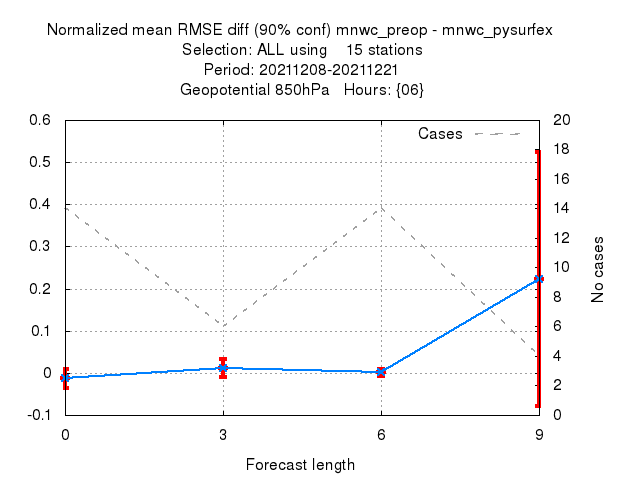 Normalized mean RMSE diff (90% conf) mnwc_preop - mnwc_pysurfex
Selection: ALL using    15 stations
Period: 20211208-20211221
Geopotential 850hPa   Hours: {06}
Cases
0.6
0.5
0.4
0.3
0.2
0.1
0
-0.1
20
18
16
14
12
10
8
6
4
2
0
No cases
0 3 6 9
Forecast length